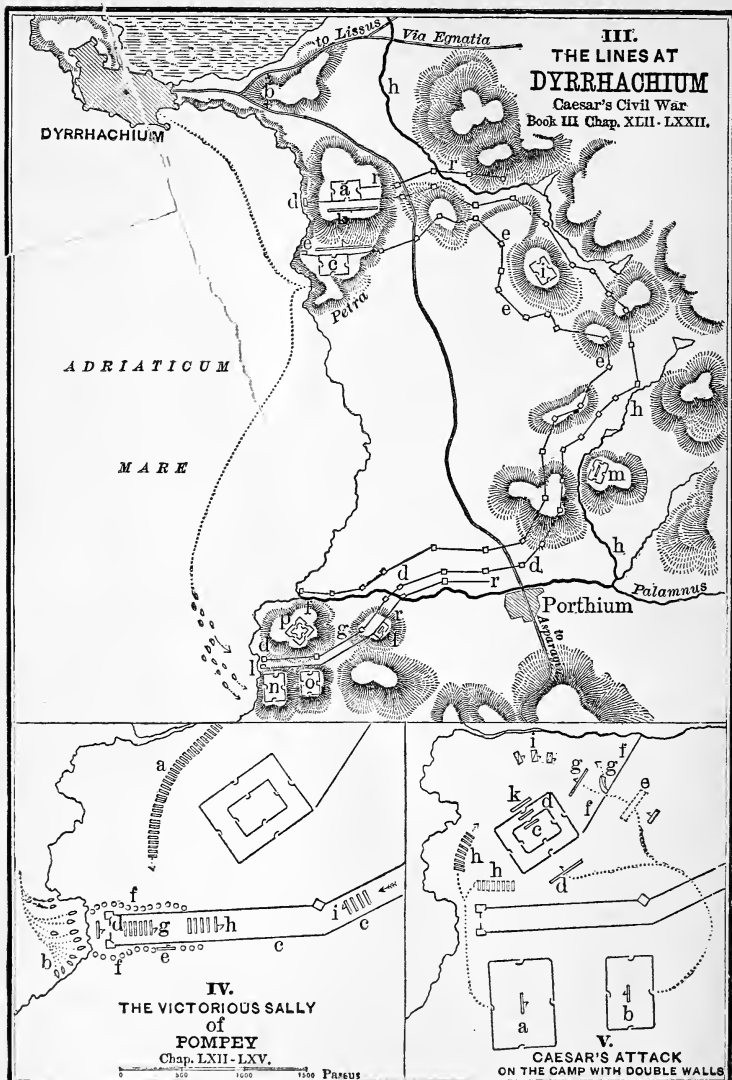 III.
THE LINES AT
DYRRHACHIUM
Caesar's Civil War
Book III Chap. XLII - LXXII.
to Lissus
Via Egnatia
h
b
DYRRHACHIUM
r
r
a
d
k
e
c
e
i
Petra
e
e
ADRIATICUM
h
MARE
m
h
d
d
r
Palamnus
Porthium
to
f
p
g
r
d
l
n
o
a
f
d
g
h
i
c
c
b
f
e
IV.
THE VICTORIOUS SALLY
of
POMPEY
Chap. LXII - LXV.
0 500 1000 1500 Passus
i
f
g
g
e
k
d
f
c
h
h
d
a
b
V.
CAESAR'S ATTACK
ON THE CAMP WITH DOUBLE WALLS